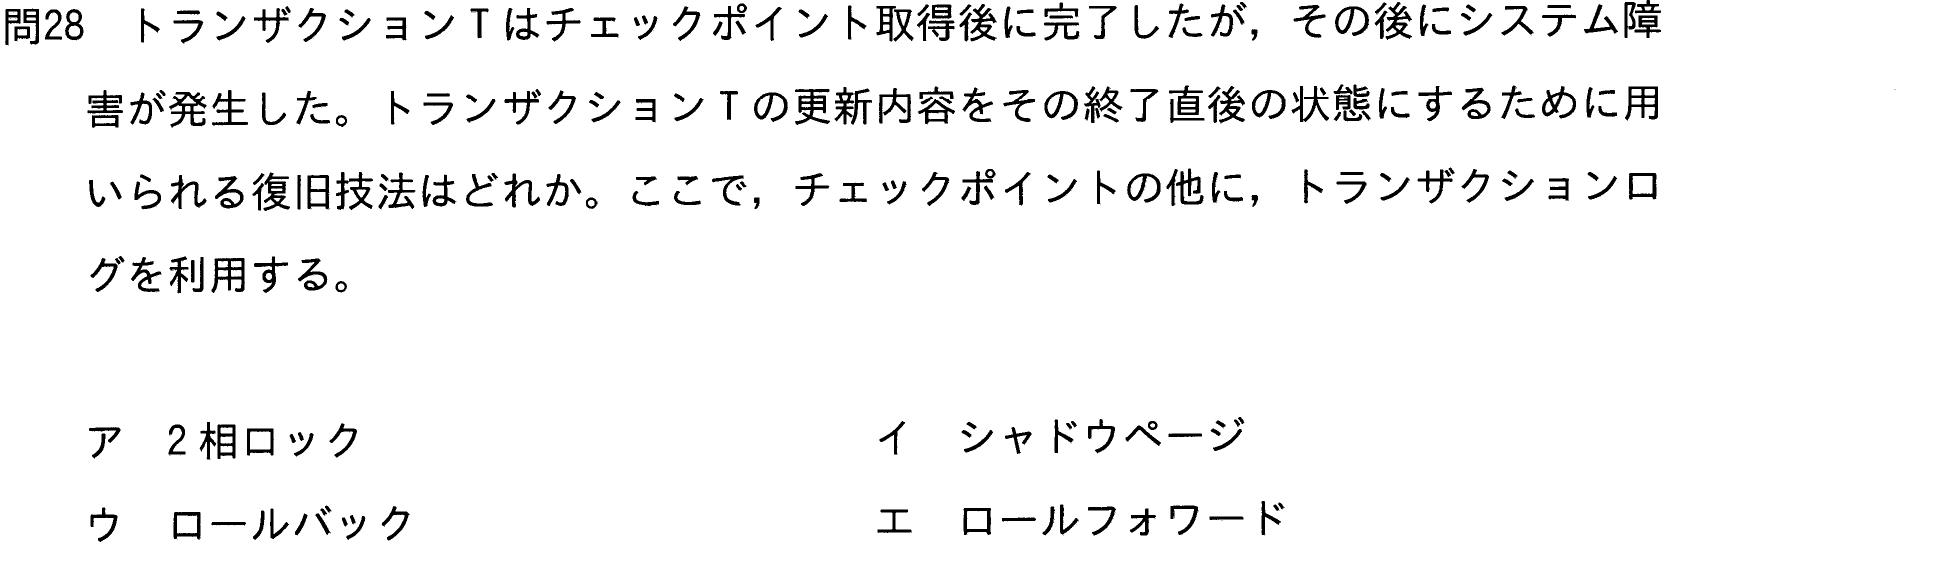 問28　トランザクションTはチェックポイント取得後に完了したが，その後にシステム障
害が発生した。トランザクションTの更新内容をその終了直後の状態にするために用
いられる復旧技法はどれか。ここで，チェックポイントの他に，トランザクションロ
グを利用する。
ア　2相ロック　イ　シャドウページ
ウ　ロールバック　エ　ロールフォワード